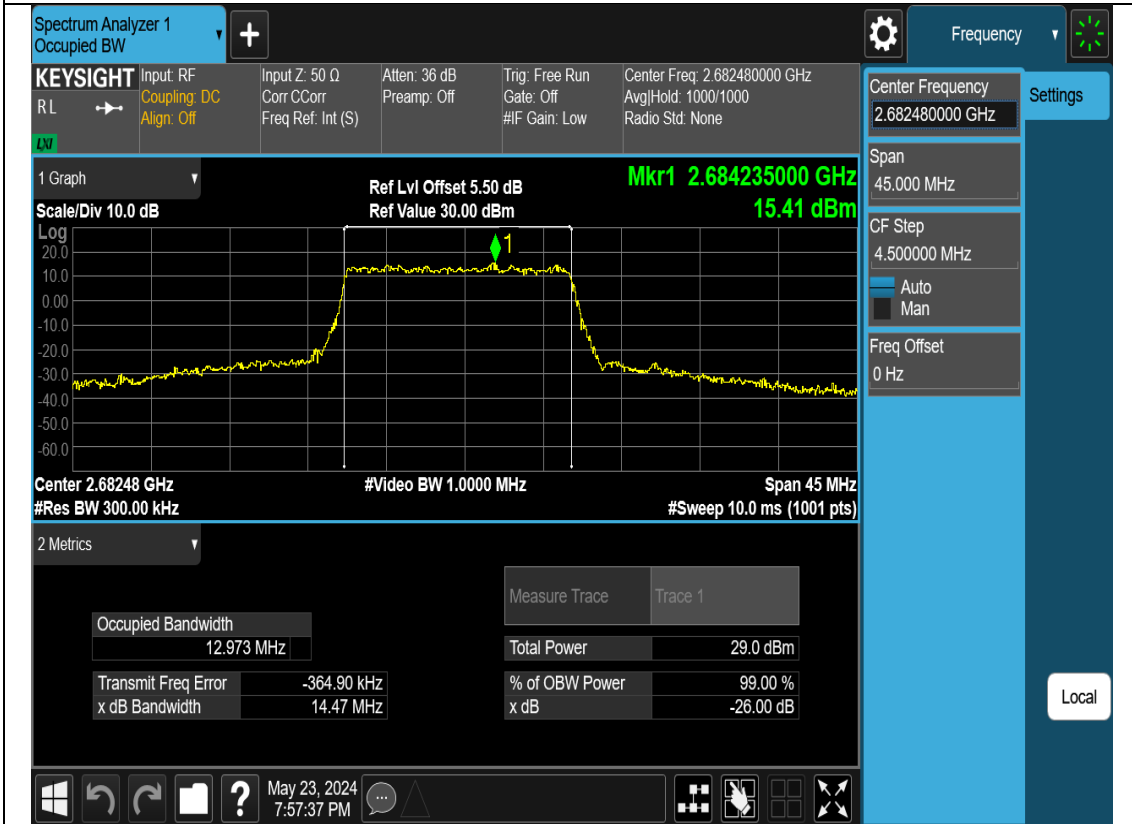 Spectrum Analyzer 1
Occupied BW
+
Frequency
KEYSIGHT
RL
LXI
Input: RF
Coupling: DC
Align: Off
Input Z: 50 Ω
Corr CCorr
Freq Ref: Int (S)
Atten: 36 dB
Preamp: Off
Trig: Free Run
Gate: Off
#IF Gain: Low
Center Freq: 2.682480000 GHz
Avg|Hold: 1000/1000
Radio Std: None
Center Frequency
2.682480000 GHz
Settings
Span
45.000 MHz
CF Step
4.500000 MHz
Auto
Man
Freq Offset
0 Hz
Local
1 Graph
Scale/Div 10.0 dB
Ref Lvl Offset 5.50 dB
Ref Value 30.00 dBm
Mkr1 2.684235000 GHz
15.41 dBm
Log
20.0
10.0
0.00
-10.0
-20.0
-30.0
-40.0
-50.0
-60.0
1
Center 2.68248 GHz
#Video BW 1.0000 MHz
Span 45 MHz
#Res BW 300.00 kHz
#Sweep 10.0 ms (1001 pts)
2 Metrics
Measure Trace Trace 1
Occupied Bandwidth
12.973 MHz
Total Power 29.0 dBm
Transmit Freq Error -364.90 kHz
% of OBW Power 99.00 %
x dB Bandwidth 14.47 MHz
x dB -26.00 dB
?
May 23, 2024
7:57:37 PM